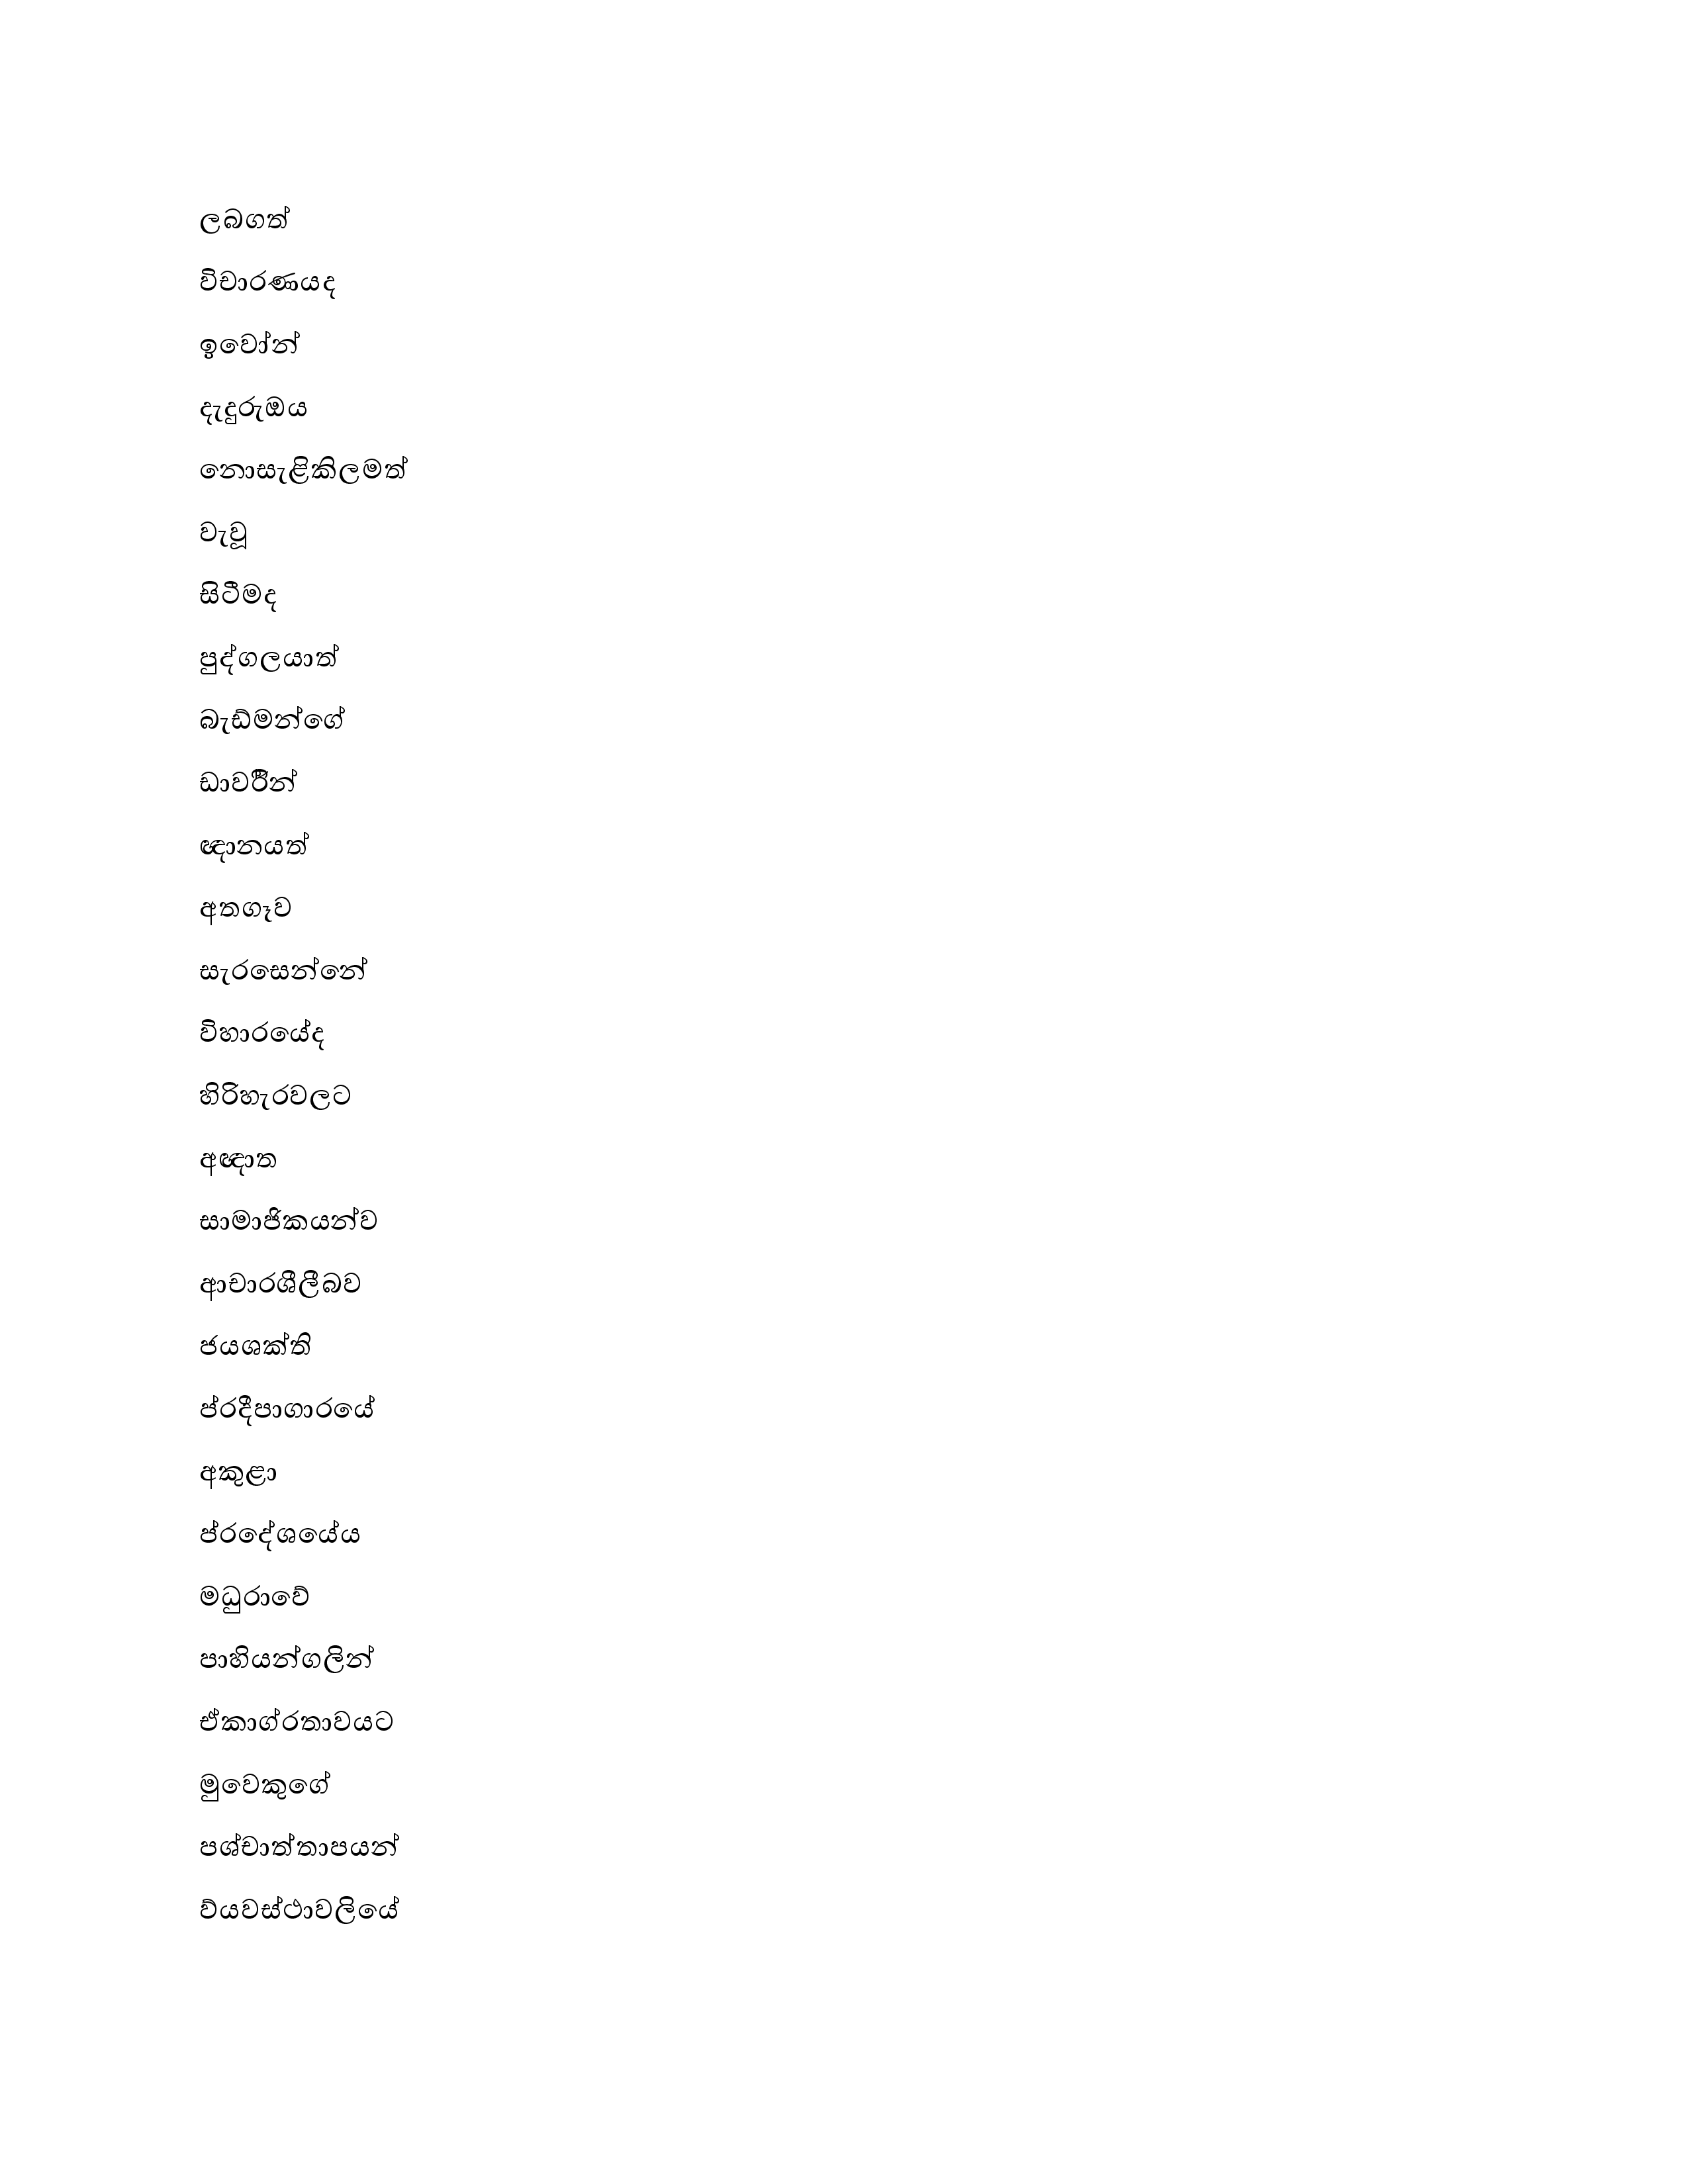 ලබගත්
විචාරණයද
ඉවෝන්
දැදුරුඔය
නොසැළිකිලමත්
වැවූ
සිටීමද
පුද්ගලයාත්
බැඩ්මන්ගේ
ඩාවර්වින්
ඥානයත්
අතගෑව
සැරසෙන්නේ
විහාරයේද
හිරිහැරවලට
අඥාත
සාමාජිකයන්ව
ආචාරශීලීබව
ජයශක්ති
ප්රදීපාගාරයේ
අකුළා
ප්රදේශයේය
මධුරාවේ
පාහියන්ගලින්
ඒකාග්රතාවයට
මුවෙකුගේ
පශ්චාත්තාපයන්
ව්යවස්ථාවලියේ